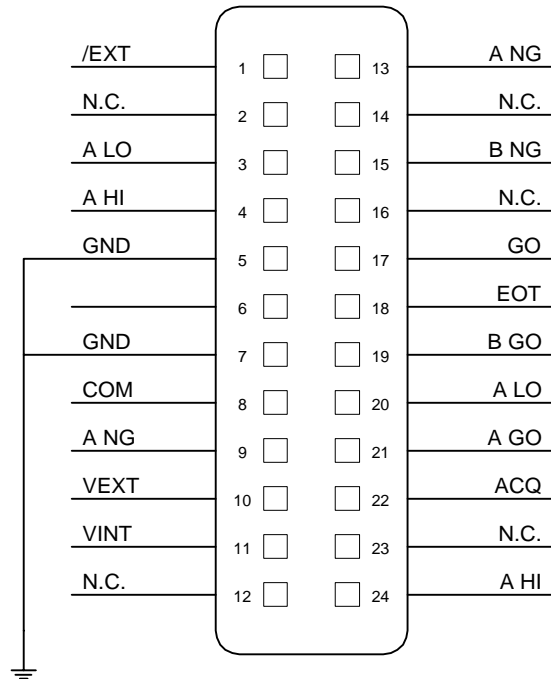 /EXT 1 13 A NG
N.C. 2 14 N.C.
A LO 3 15 B NG
A HI 4 16 N.C.
GND 5 17 GO
6 18 EOT
GND 7 19 B GO
COM 8 20 A LO
A NG 9 21 A GO
VEXT 10 22 ACQ
VINT 11 23 N.C.
N.C. 12 24 A HI